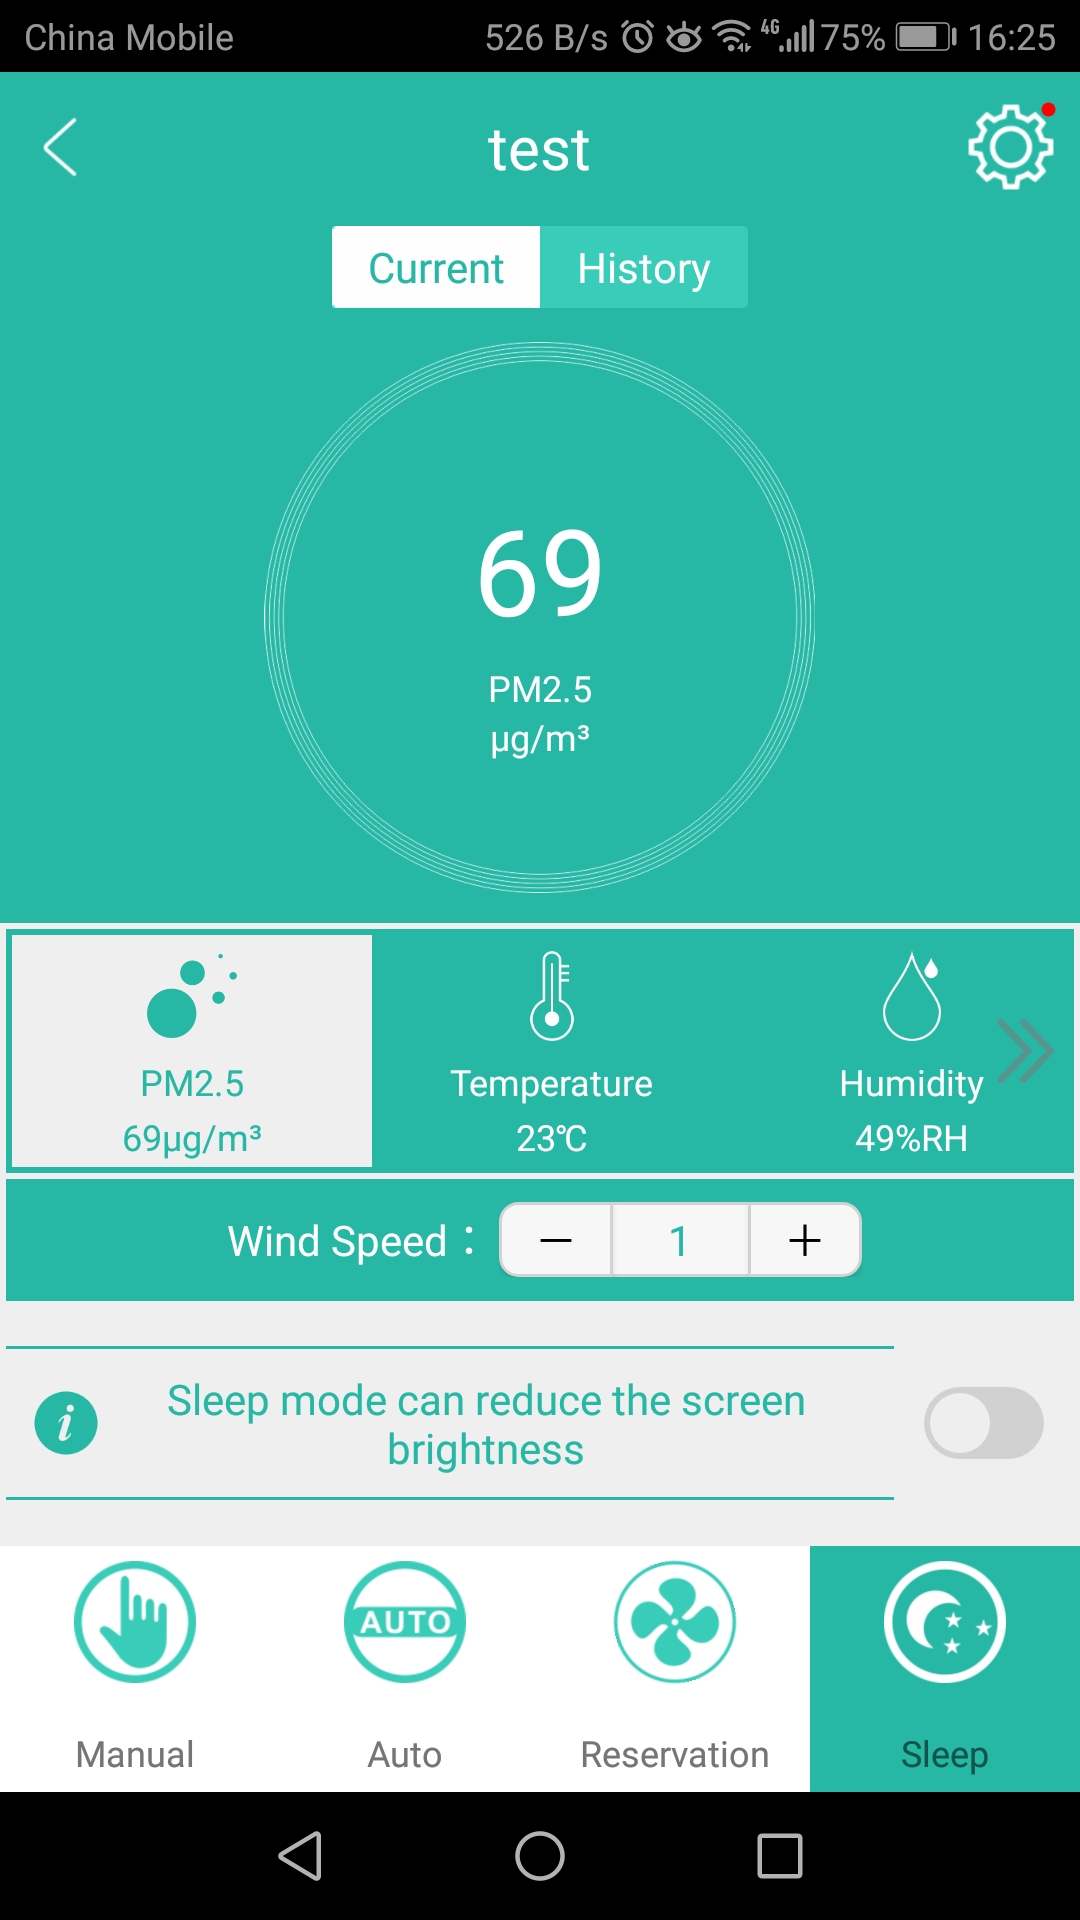 China Mobile 526 B/s 4G 75% 16:25
test
Current History
69
PM2.5
µg/m³
PM2.5 Temperature Humidity
69µg/m³ 23℃ 49%RH
Wind Speed： − 1 +
i Sleep mode can reduce the screen
brightness
AUTO
Manual Auto Reservation Sleep